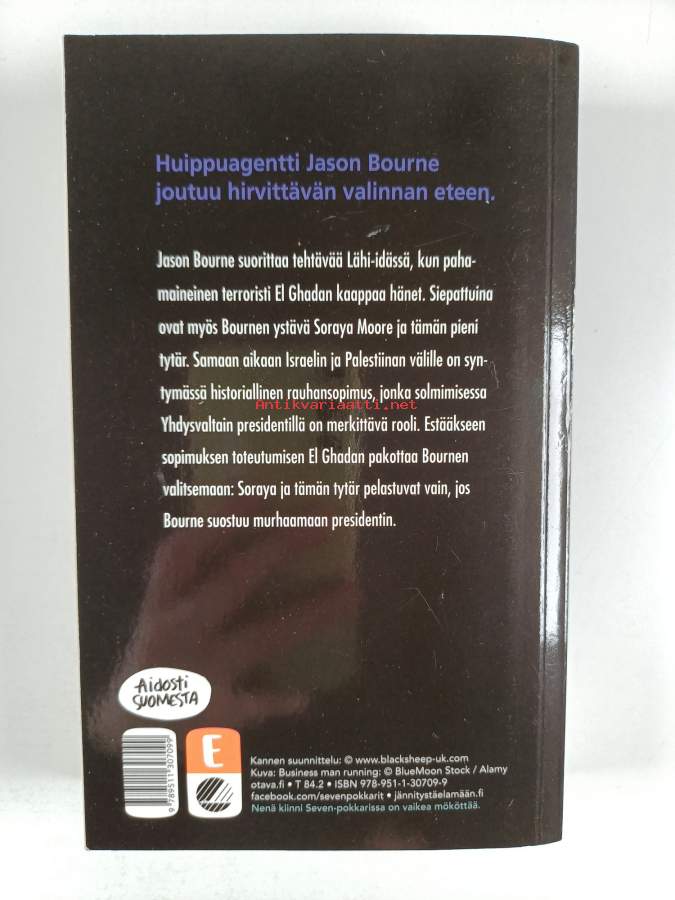 Huippuagentti Jason Bourne
joutuu hirvittävän valinnan eteen.
Jason Bourne suorittaa tehtävää Lähi-idässä, kun paha-
maineinen terroristi El Ghadan kaappaa hänet. Siepattuina
ovat myös Bournen ystävä Soraya Moore ja tämän pieni
tytär. Samaan aikaan Israelin ja Palestiinan välille on syn-
tymässä historiallinen rauhansopimus, jonka solmimisessa
Antikvariaatti.net
Yhdysvaltain presidentillä on merkittävä rooli. Estääkseen
sopimuksen toteutumisen El Ghadan pakottaa Bournen
valitsemaan: Soraya ja tämän tytär pelastuvat vain, jos
Bourne suostuu murhaamaan presidentin.
Aidosti
SUOMESTA
9 789511 307099
E
Kannen suunnittelu: © www.blacksheep-uk.com
Kuva: Business man running: © BlueMoon Stock / Alamy
otava.fi • T 84.2 • ISBN 978-951-1-30709-9
facebook.com/sevenpokkarit • jännitystäelämään.fi
Nenä klinni Seven-pokkarissa on vaikea mököttää.